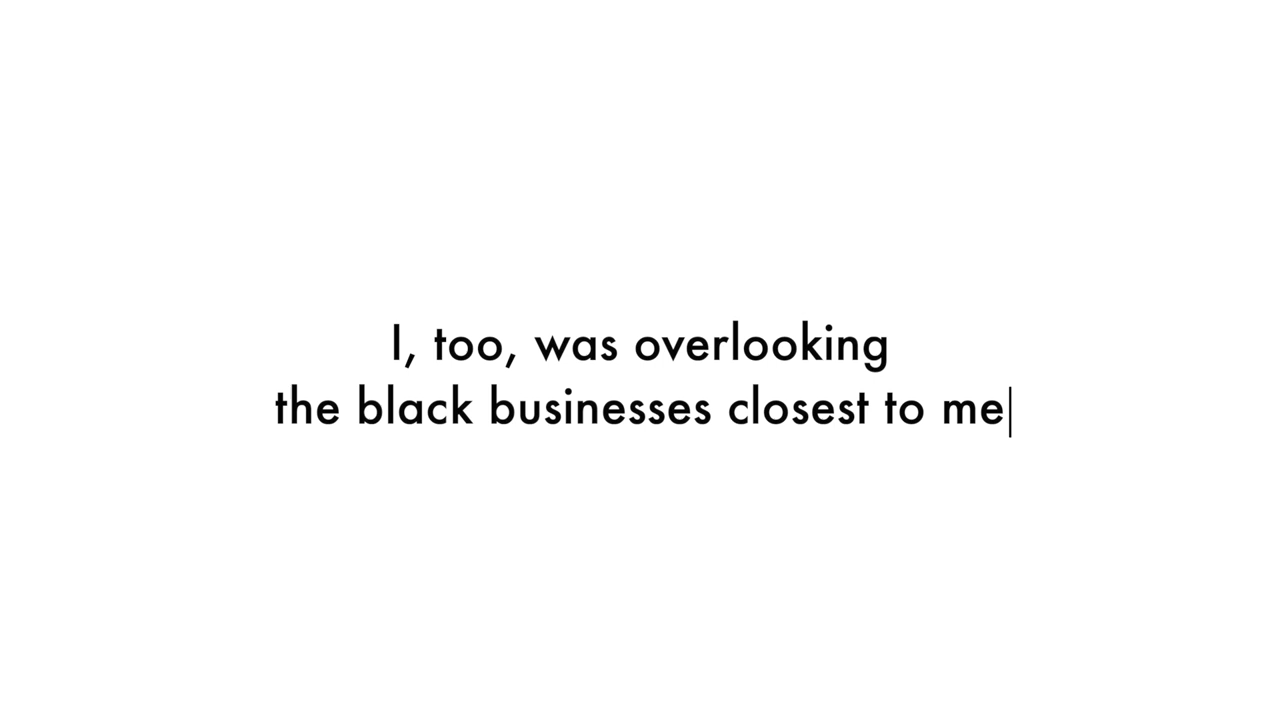 I, too, was overlooking
the black businesses closest to me